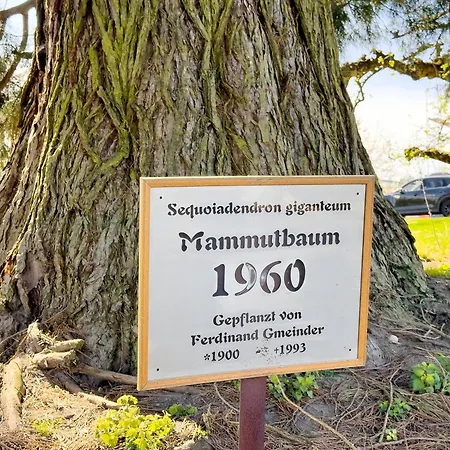 Sequoiadendron giganteum
Mammutbaum
1960
Gepflanzt von
Ferdinand Gmeinder
*1900 +1993